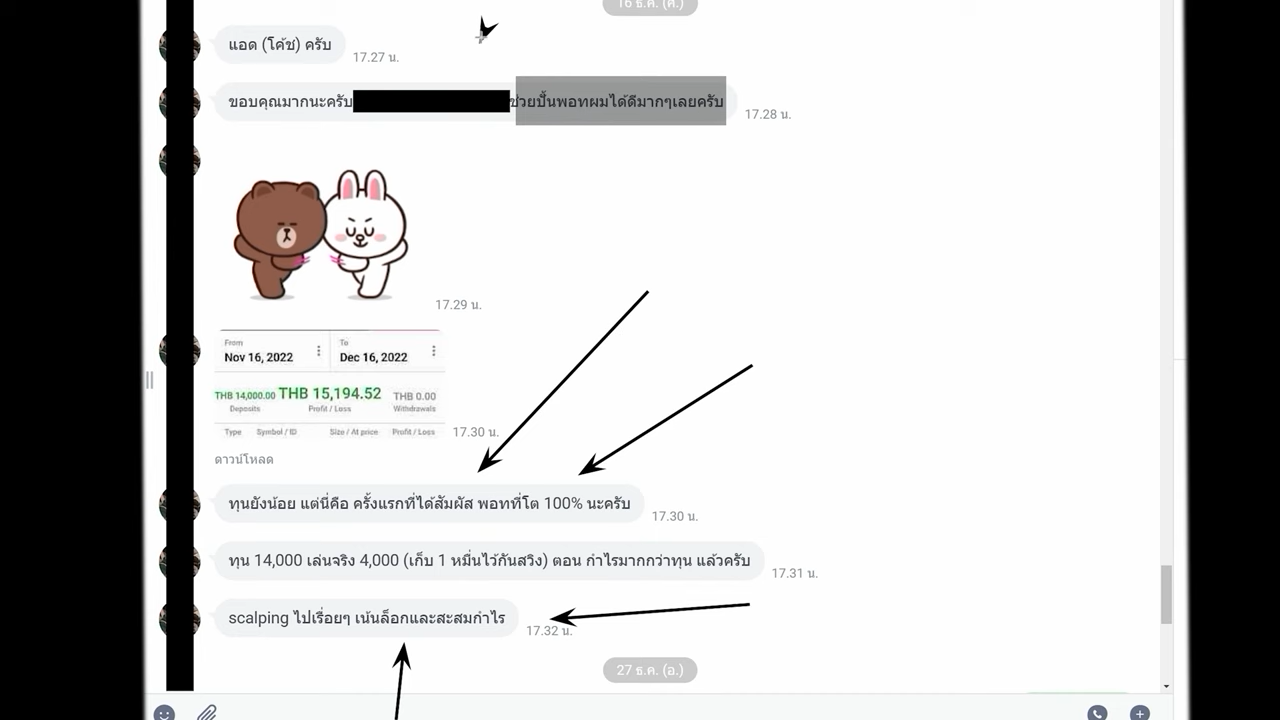 16 ธ.ค. (ศ.)
แอด (โค้ช) ครับ
17.27 น.
ขอบคุณมากนะครับ
ช่วยปั้นพอทผมได้ดีมากๆเลยครับ
17.28 น.
17.29 น.
From
Nov 16, 2022
To
Dec 16, 2022
THB 14,000.00
Deposits
THB 15,194.52
Profit / Loss
THB 0.00
Withdrawals
Type Symbol / ID Size / At price Profit / Loss
17.30 น.
ดาวน์โหลด
ทุนยังน้อย แต่นี่คือ ครั้งแรกที่ได้สัมผัส พอทที่โต 100% นะครับ
17.30 น.
ทุน 14,000 เล่นจริง 4,000 (เก็บ 1 หมื่นไว้กันสวิง) ตอน กำไรมากกว่าทุน แล้วครับ
17.31 น.
scalping ไปเรื่อยๆ เน้นล็อกและสะสมกำไร
17.32 น.
27 ธ.ค. (อ.)